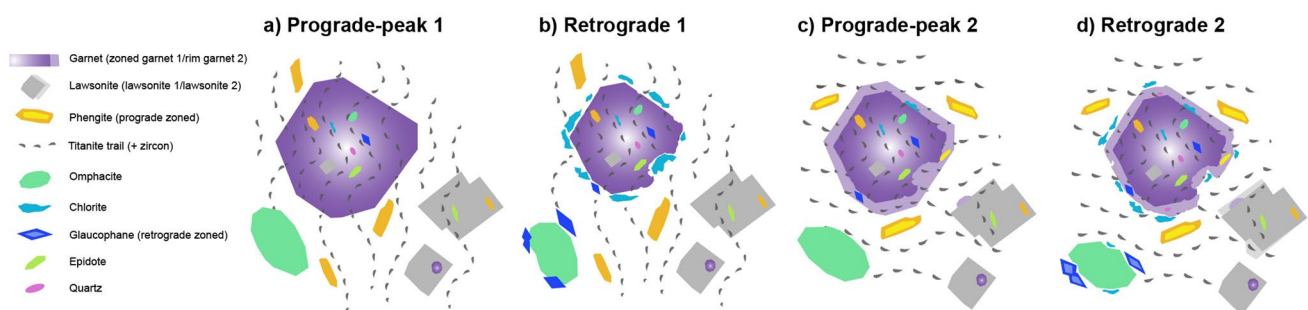 a) Prograde-peak 1
b) Retrograde 1
c) Prograde-peak 2
d) Retrograde 2
Garnet (zoned garnet 1/rim garnet 2)
Lawsonite (lawsonite 1/lawsonite 2)
Phengite (prograde zoned)
Titanite trail (+ zircon)
Omphacite
Chlorite
Glaucophane (retrograde zoned)
Epidote
Quartz